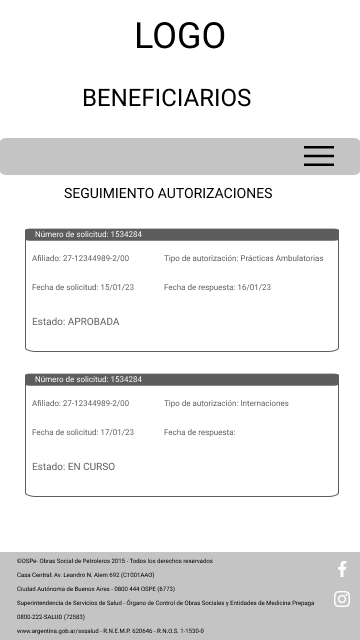 LOGO
BENEFICIARIOS
SEGUIMIENTO AUTORIZACIONES
Número de solicitud: 1534284
Afiliado: 27-12344989-2/00 Tipo de autorización: Prácticas Ambulatorias
Fecha de solicitud: 15/01/23 Fecha de respuesta: 16/01/23
Estado: APROBADA
Número de solicitud: 1534284
Afiliado: 27-12344989-2/00 Tipo de autorización: Internaciones
Fecha de solicitud: 17/01/23 Fecha de respuesta:
Estado: EN CURSO
©OSPe- Obras Social de Petroleros 2015 - Todos los derechos reservados
Casa Central: Av. Leandro N. Alem 692 (C1001AAO)
Ciudad Autónoma de Buenos Aires - 0800 444 OSPE (6773)
Superintendencia de Servicios de Salud - Órgano de Control de Obras Sociales y Entidades de Medicina Prepaga
0800-222-SALUD (72583)
www.argentina.gob.ar/sssalud - R.N.E.M.P. 620646 - R.N.O.S. 1-1530-0